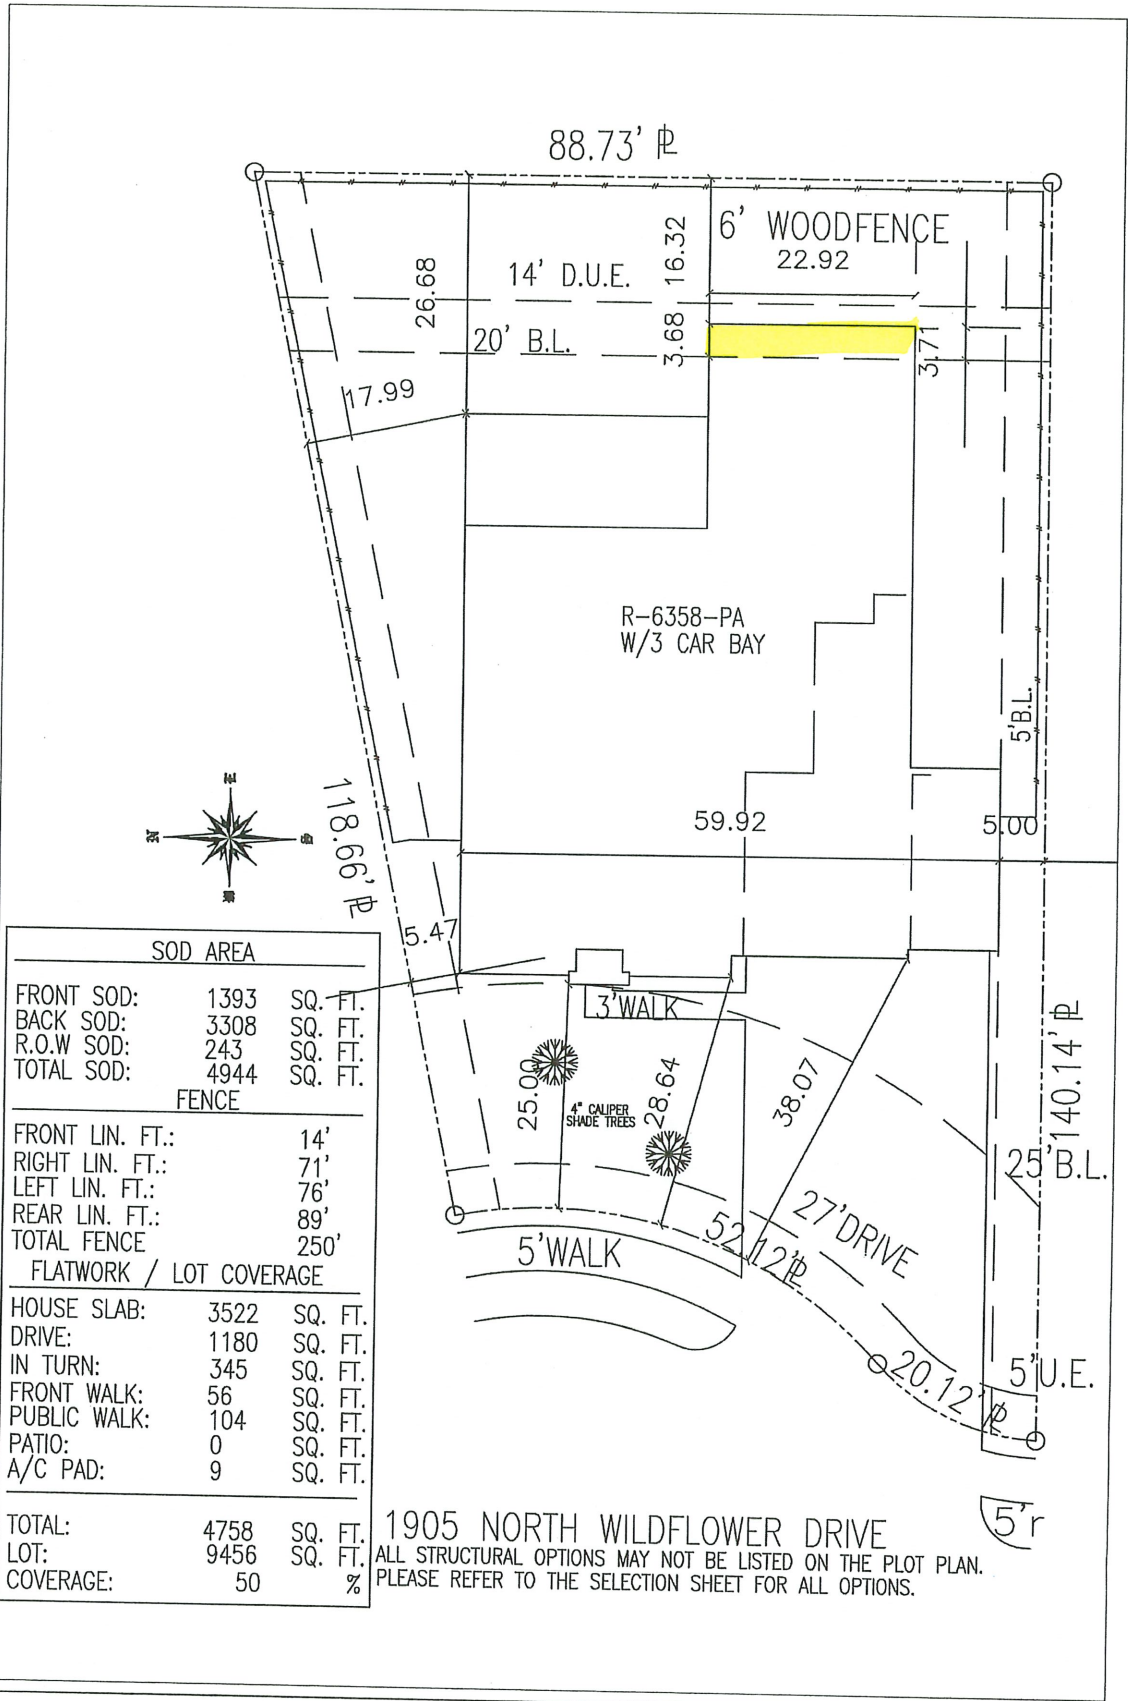 88.73' PL
6' WOODFENCE
22.92
26.68
16.32
14' D.U.E.
3.68
20' B.L.
3.71
17.99
R-6358-PA
W/3 CAR BAY
5'B.L.
E
N
S
W
118.66' PL
59.92
5.00
5.47
3'WALK
25.00
4" CALIPER
SHADE TREES
28.64
38.07
140.14' PL
25'B.L.
27'DRIVE
52.12' PL
5'WALK
20.12' PL
5'U.E.
5'r
SOD AREA
FRONT SOD: 1393 SQ. FT.
BACK SOD: 3308 SQ. FT.
R.O.W SOD: 243 SQ. FT.
TOTAL SOD: 4944 SQ. FT.
FENCE
FRONT LIN. FT.: 14'
RIGHT LIN. FT.: 71'
LEFT LIN. FT.: 76'
REAR LIN. FT.: 89'
TOTAL FENCE 250'
FLATWORK / LOT COVERAGE
HOUSE SLAB: 3522 SQ. FT.
DRIVE: 1180 SQ. FT.
IN TURN: 345 SQ. FT.
FRONT WALK: 56 SQ. FT.
PUBLIC WALK: 104 SQ. FT.
PATIO: 0 SQ. FT.
A/C PAD: 9 SQ. FT.
TOTAL: 4758 SQ. FT.
LOT: 9456 SQ. FT.
COVERAGE: 50 %
1905 NORTH WILDFLOWER DRIVE
ALL STRUCTURAL OPTIONS MAY NOT BE LISTED ON THE PLOT PLAN.
PLEASE REFER TO THE SELECTION SHEET FOR ALL OPTIONS.